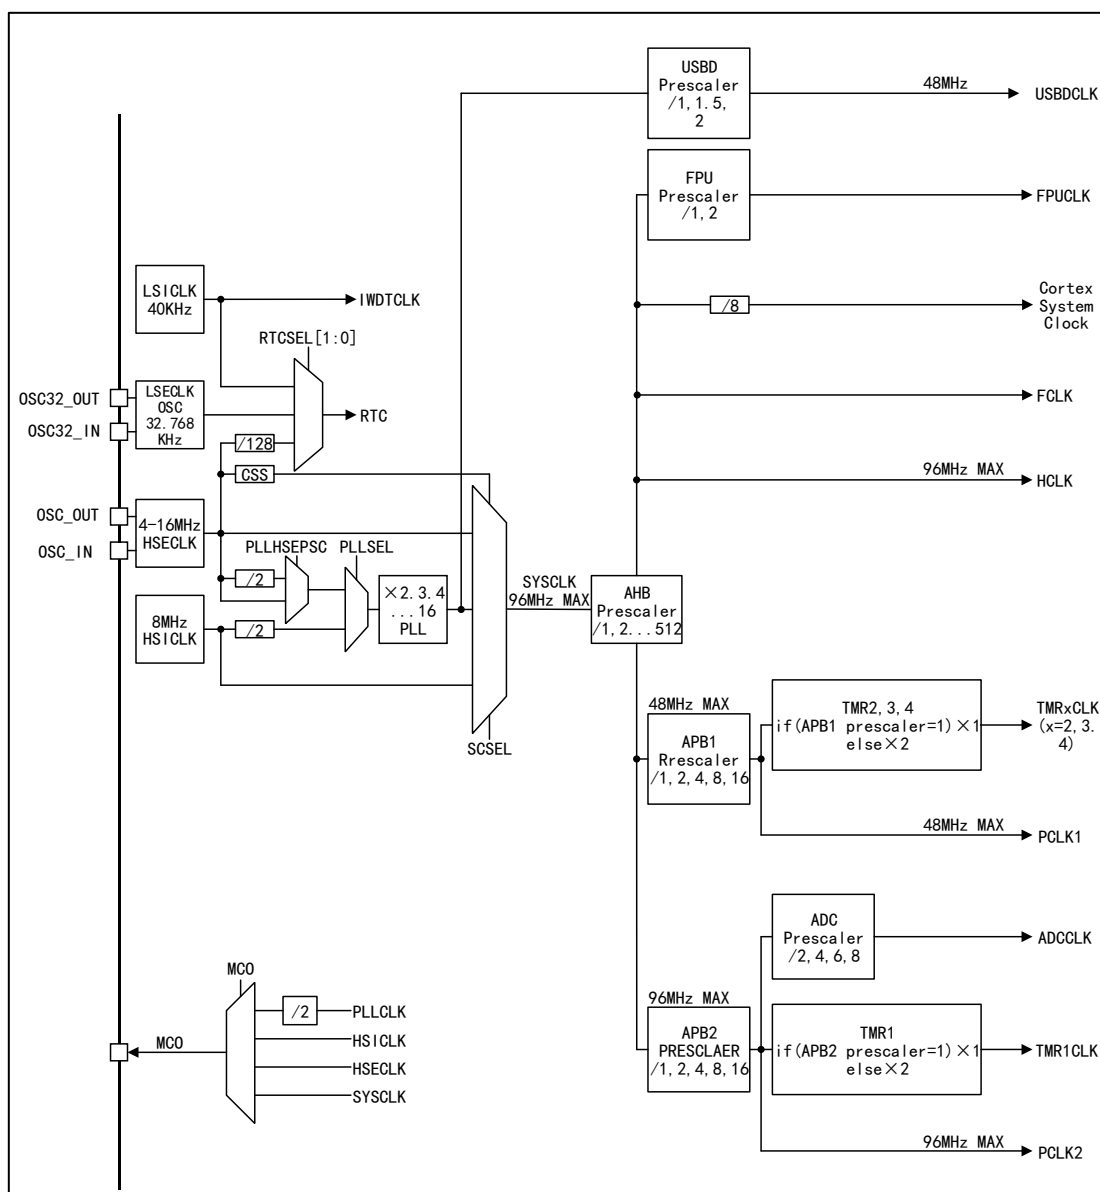 USBD
Prescaler
/1, 1.5,
2
48MHz
USBDCLK
FPU
Prescaler
/1, 2
FPUCLK
LSICLK
40KHz
IWDTCLK
/8
Cortex
System
Clock
RTCSEL[1:0]
OSC32_OUT
OSC32_IN
LSECLK
OSC
32.768
KHz
RTC
FCLK
/128
CSS
96MHz MAX
HCLK
OSC_OUT
OSC_IN
4-16MHz
HSECLK
PLLHSEPSC
PLLSEL
/2
×2.3.4
...16
PLL
SYSCLK
96MHz MAX
AHB
Prescaler
/1, 2...512
8MHz
HSICLK
/2
SCSEL
48MHz MAX
APB1
Rrescaler
/1, 2, 4, 8, 16
TMR2, 3, 4
if(APB1 prescaler=1)×1
else×2
TMRxCLK
(x=2, 3.
4)
48MHz MAX
PCLK1
ADC
Prescaler
/2, 4, 6, 8
ADCCLK
MCO
/2
PLLCLK
HSICLK
HSECLK
SYSCLK
MCO
96MHz MAX
APB2
PRESCLAER
/1, 2, 4, 8, 16
TMR1
if(APB2 prescaler=1)×1
else×2
TMR1CLK
96MHz MAX
PCLK2